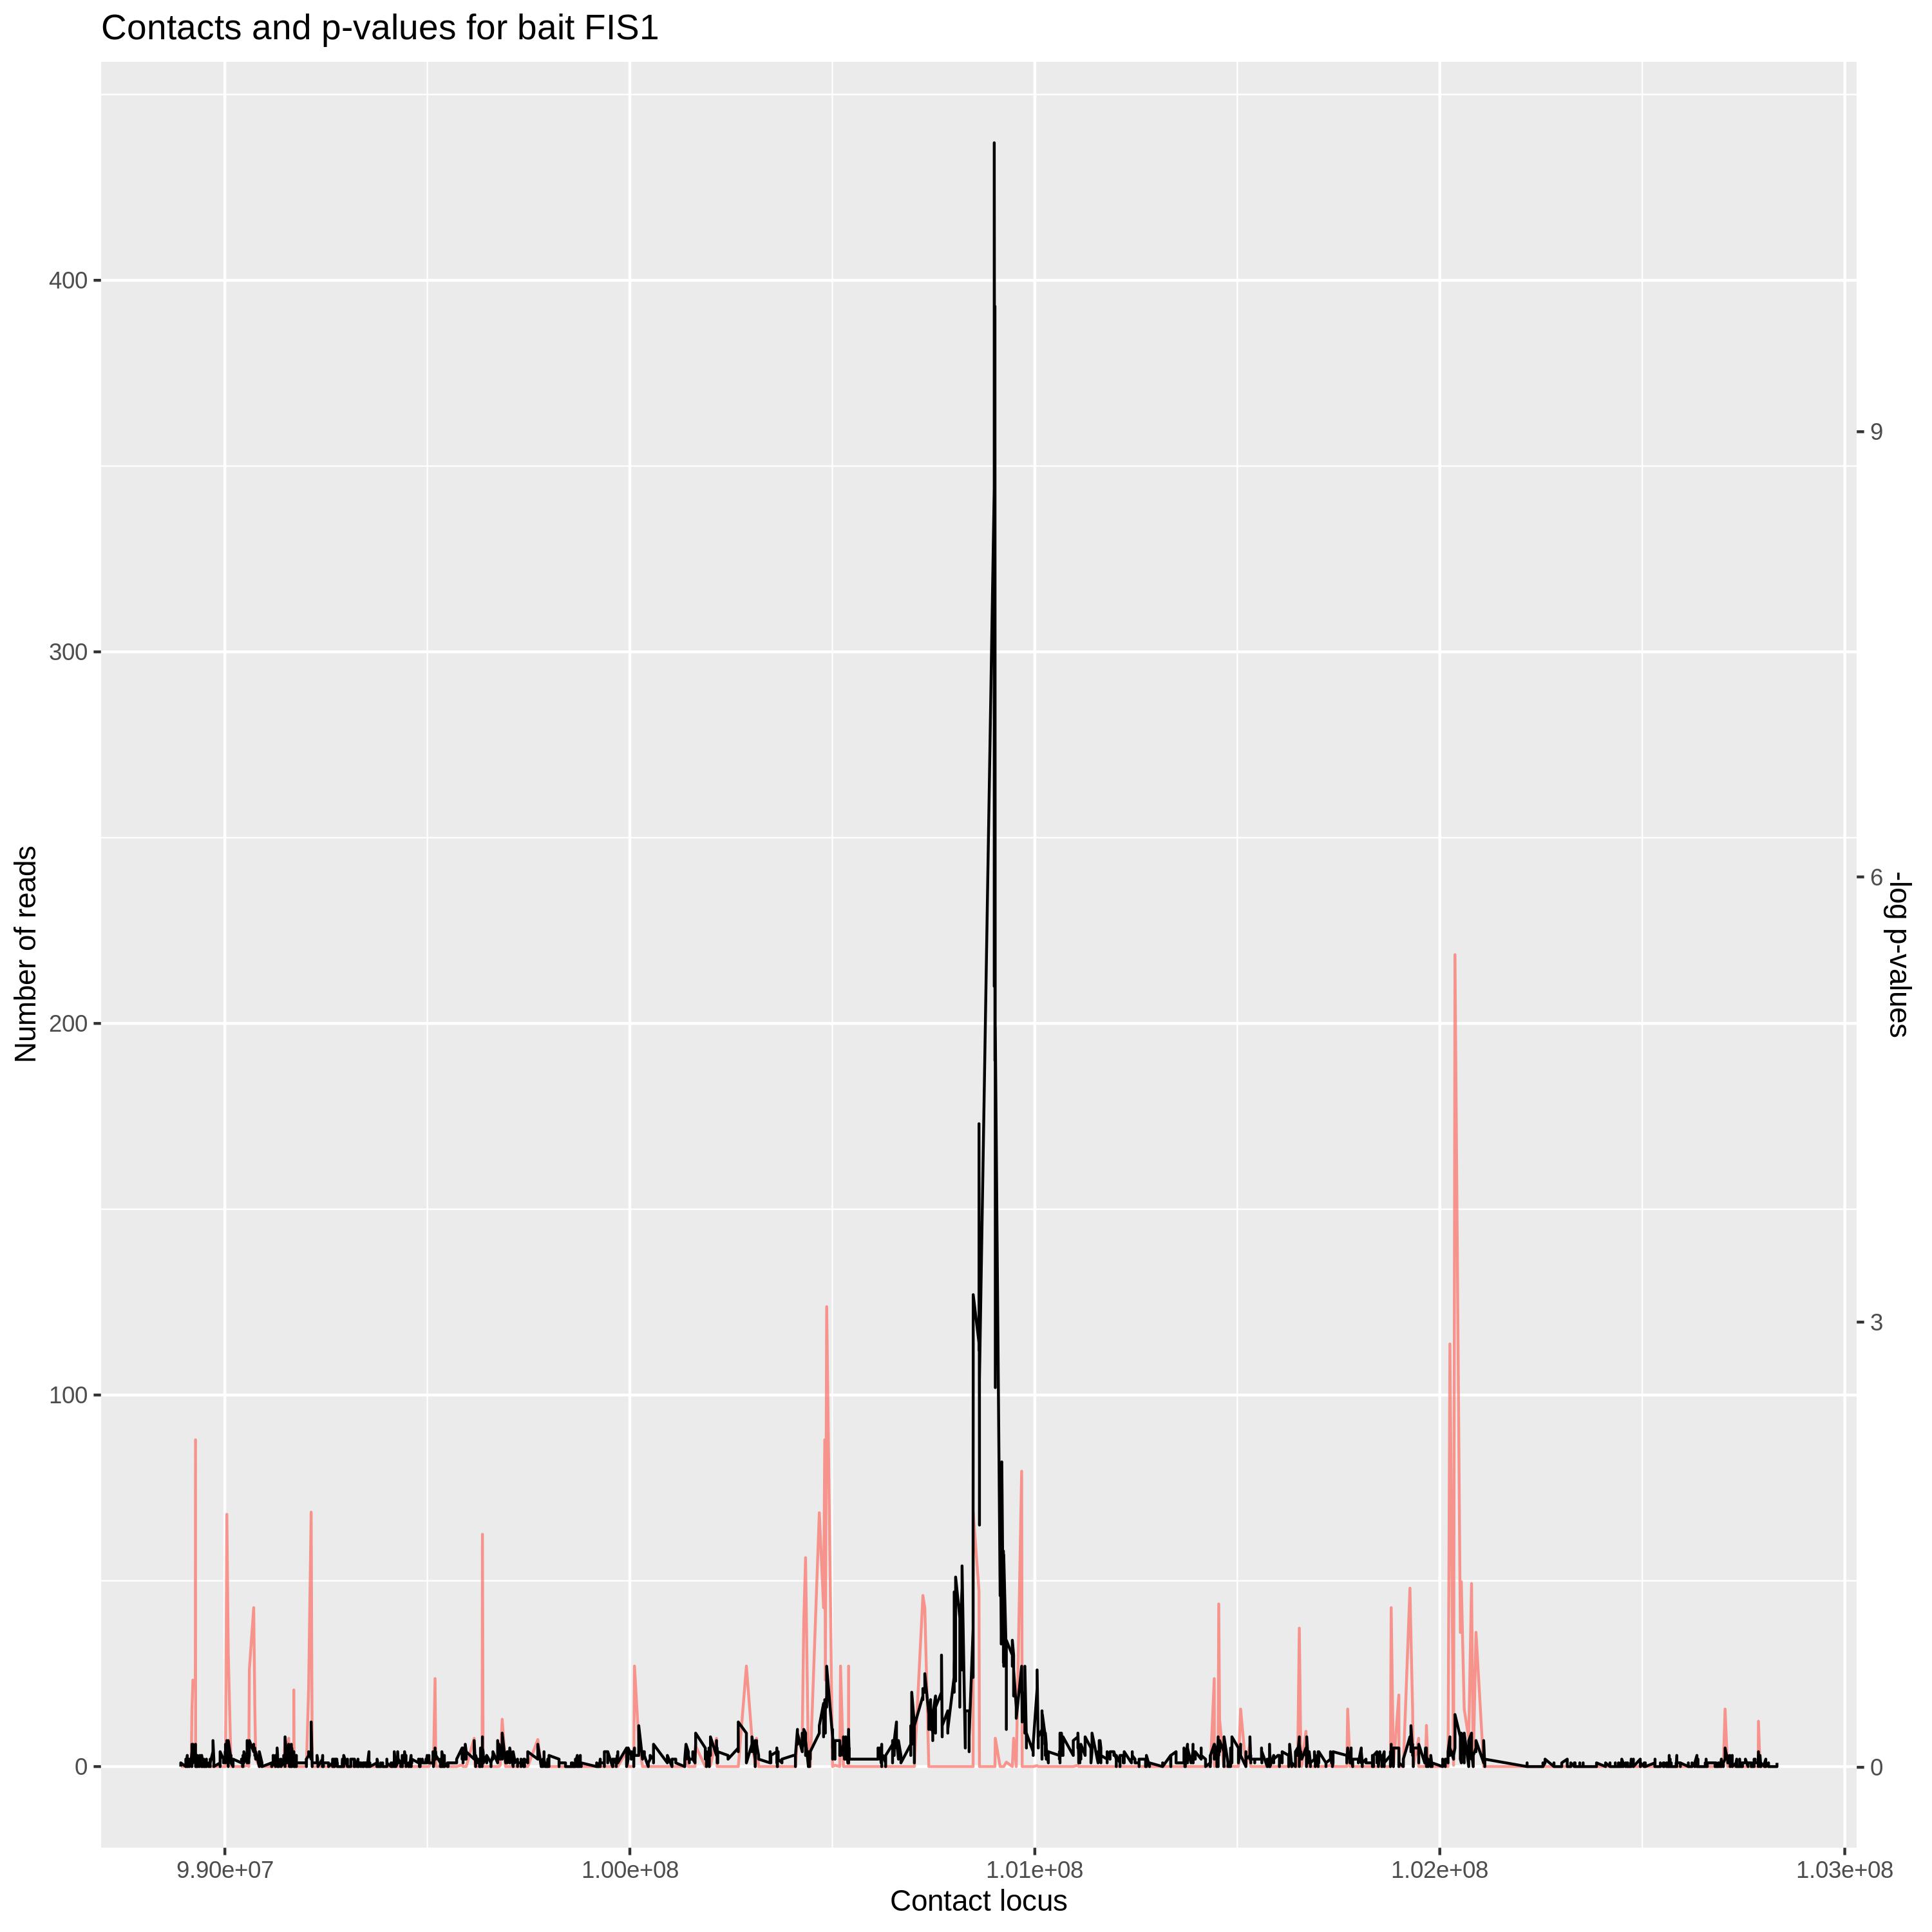 Contacts and p-values for bait FIS1
400
300
200
100
0
Number of reads
9
6
3
0
-log p-values
9.90e+07
1.00e+08
1.01e+08
1.02e+08
1.03e+08
Contact locus